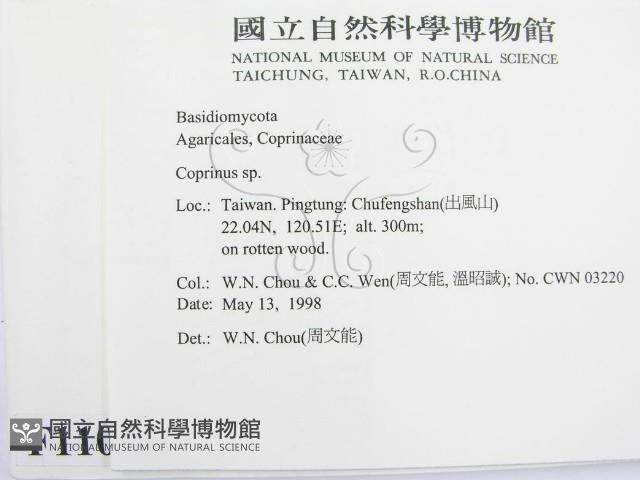 國立自然科學博物館
NATIONAL MUSEUM OF NATURAL SCIENCE
TAICHUNG, TAIWAN, R.O.CHINA
Basidiomycota
Agaricales, Coprinaceae
Coprinus sp.
Loc.: Taiwan. Pingtung: Chufengshan(出風山)
22.04N, 120.51E; alt. 300m;
on rotten wood.
Col.: W.N. Chou & C.C. Wen(周文能, 溫昭誠); No. CWN 03220
Date: May 13, 1998
Det.: W.N. Chou(周文能)
國立自然科學博物館
NATIONAL MUSEUM OF NATURAL SCIENCE